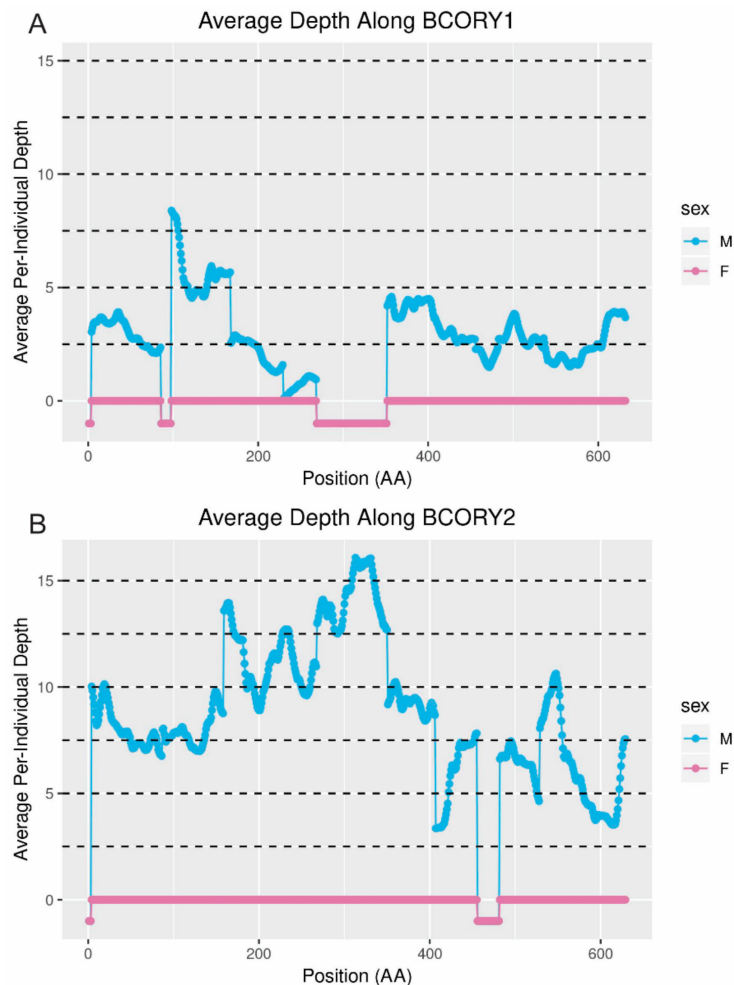 A
Average Depth Along BCORY1
15
10
5
0
Average Per-Individual Depth
0
200
400
600
Position (AA)
sex
M
F
B
Average Depth Along BCORY2
15
10
5
0
Average Per-Individual Depth
0
200
400
600
Position (AA)
sex
M
F